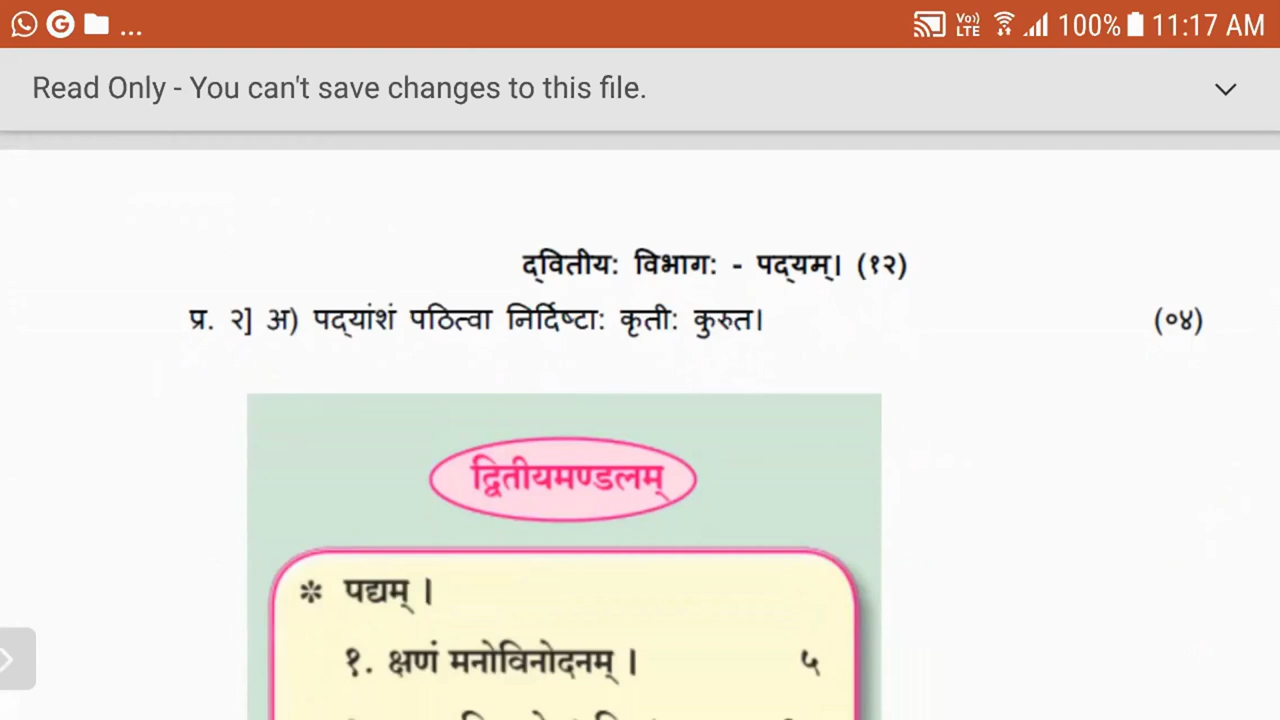 ... 100% 11:17 AM
Read Only - You can't save changes to this file.
द्वितीय: विभाग: - पद्यम्। (१२)
प्र. २] अ) पद्यांशं पठित्वा निर्दिष्टा: कृती: कुरुत। (०४)
द्वितीयमण्डलम्
* पद्यम् ।
१. क्षणं मनोविनोदनम् । ५